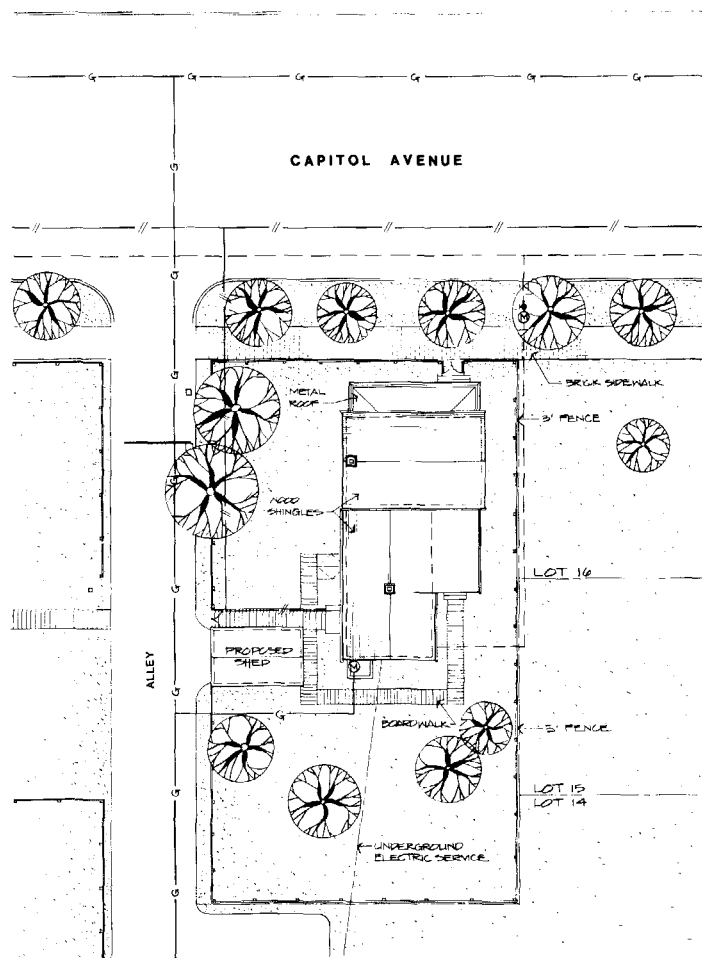 G G G G G G
CAPITOL AVENUE
G
G
M
METAL
ROOF
BRICK SIDEWALK
G
3' FENCE
WOOD
SHINGLES
LOT 16
G
PROPOSED
SHED
ALLEY
G
M
G
G
BOARDWALK
5' FENCE
LOT 15
LOT 14
G
UNDERGROUND
ELECTRIC SERVICE
G